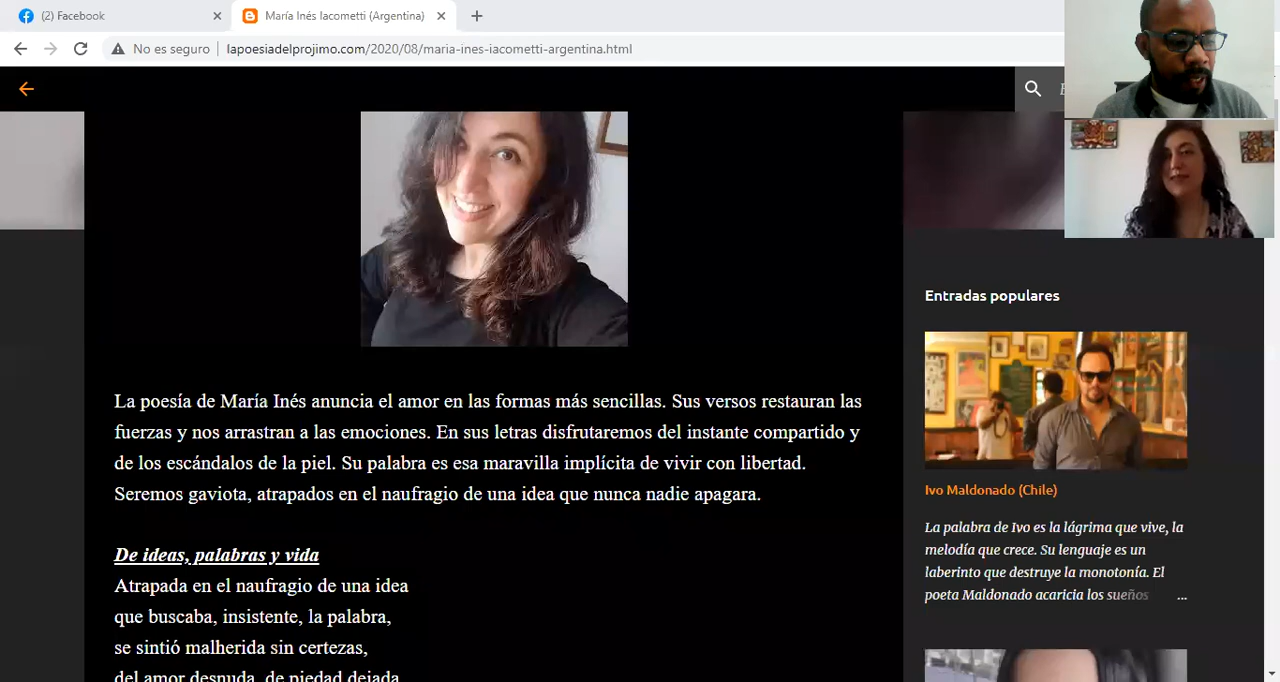 (2) Facebook
María Inés Iacometti (Argentina)
No es seguro
lapoesiadelprojimo.com/2020/08/maria-ines-iacometti-argentina.html
La poesía de María Inés anuncia el amor en las formas más sencillas. Sus versos restauran las
fuerzas y nos arrastran a las emociones. En sus letras disfrutaremos del instante compartido y
de los escándalos de la piel. Su palabra es esa maravilla implícita de vivir con libertad.
Seremos gaviota, atrapados en el naufragio de una idea que nunca nadie apagara.
De ideas, palabras y vida
Atrapada en el naufragio de una idea
que buscaba, insistente, la palabra,
se sintió malherida sin certezas,
del amor desnuda, de piedad dejada
Entradas populares
Ivo Maldonado (Chile)
La palabra de Ivo es la lágrima que vive, la
melodía que crece. Su lenguaje es un
laberinto que destruye la monotonía. El
poeta Maldonado acaricia los sueños ...